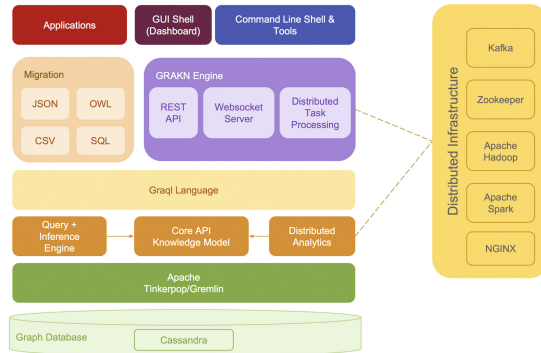 Applications
GUI Shell
(Dashboard)
Command Line Shell &
Tools
Migration
JSON
OWL
CSV
SQL
GRAKN Engine
REST
API
Websocket
Server
Distributed
Task
Processing
Graql Language
Query +
Inference
Engine
Core API
Knowledge Model
Distributed
Analytics
Apache
Tinkerpop/Gremlin
Graph Database
Cassandra
Distributed Infrastructure
Kafka
Zookeeper
Apache
Hadoop
Apache
Spark
NGINX